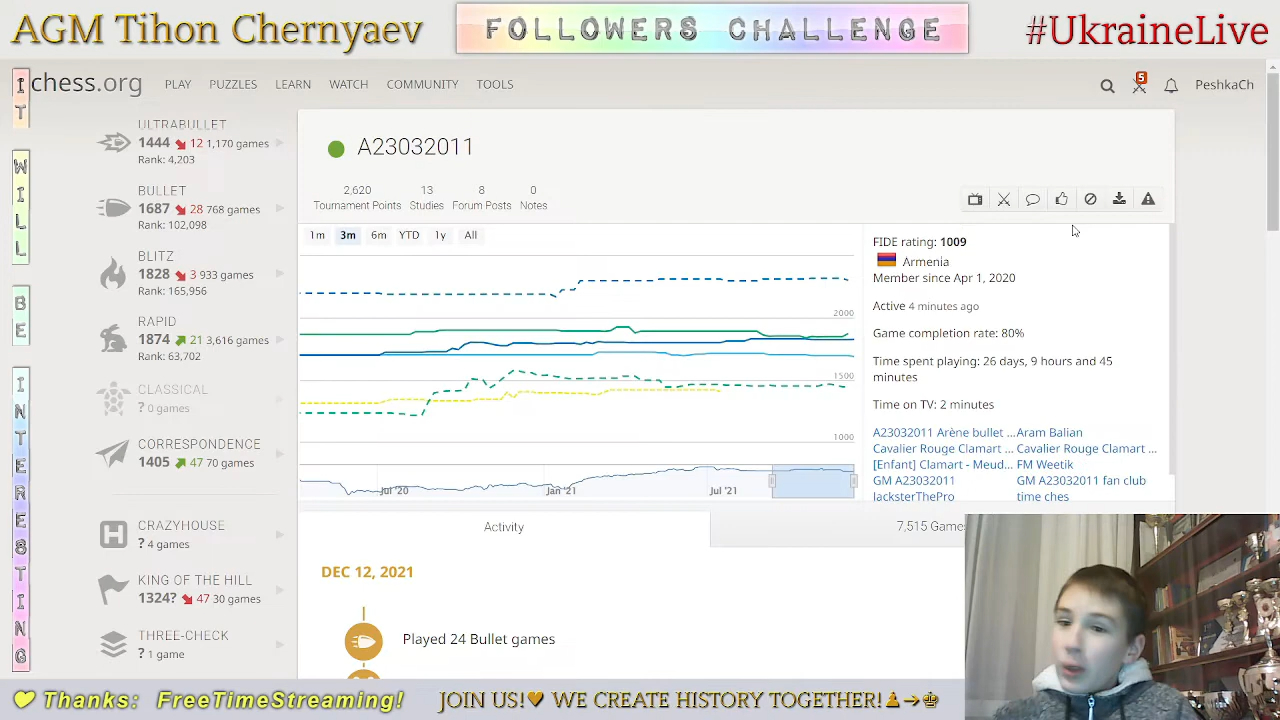 AGM Tihon Chernyaev
FOLLOWERS CHALLENGE
#UkraineLive
IT
WILL
BE
INTERESTING
chess.org
PLAY PUZZLES LEARN WATCH COMMUNITY TOOLS
5
PeshkaCh
ULTRABULLET
1444 12 1,170 games
Rank: 4,203
BULLET
1687 28 768 games
Rank: 102,098
BLITZ
1828 3 933 games
Rank: 165,956
RAPID
1874 21 3,616 games
Rank: 63,702
CLASSICAL
? 0 games
CORRESPONDENCE
1405 47 70 games
CRAZYHOUSE
? 4 games
KING OF THE HILL
1324? 47 30 games
THREE-CHECK
? 1 game
A23032011
2,620 13 8 0
Tournament Points Studies Forum Posts Notes
1m 3m 6m YTD 1y All
2000
1500
1000
Jul '20 Jan '21 Jul '21
FIDE rating: 1009
Armenia
Member since Apr 1, 2020
Active 4 minutes ago
Game completion rate: 80%
Time spent playing: 26 days, 9 hours and 45
minutes
Time on TV: 2 minutes
A23032011 Arène bullet ... Aram Balian
Cavalier Rouge Clamart ... Cavalier Rouge Clamart ...
[Enfant] Clamart - Meud... FM Weetik
GM A23032011 GM A23032011 fan club
JacksterThePro time ches
Activity 7,515 Games
DEC 12, 2021
Played 24 Bullet games
Thanks: FreeTimeStreaming!
JOIN US! WE CREATE HISTORY TOGETHER!